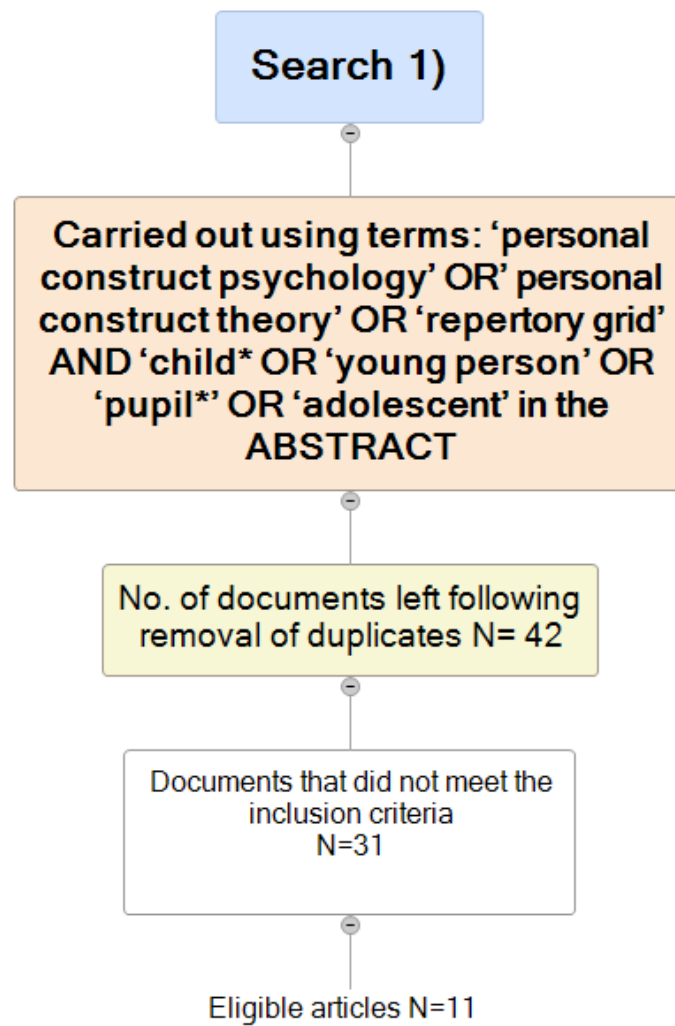 Search 1)
Carried out using terms: ‘personal
construct psychology’ OR’ personal
construct theory’ OR ‘repertory grid’
AND ‘child* OR ‘young person’ OR
‘pupil*’ OR ‘adolescent’ in the
ABSTRACT
No. of documents left following
removal of duplicates N= 42
Documents that did not meet the
inclusion criteria
N=31
Eligible articles N=11